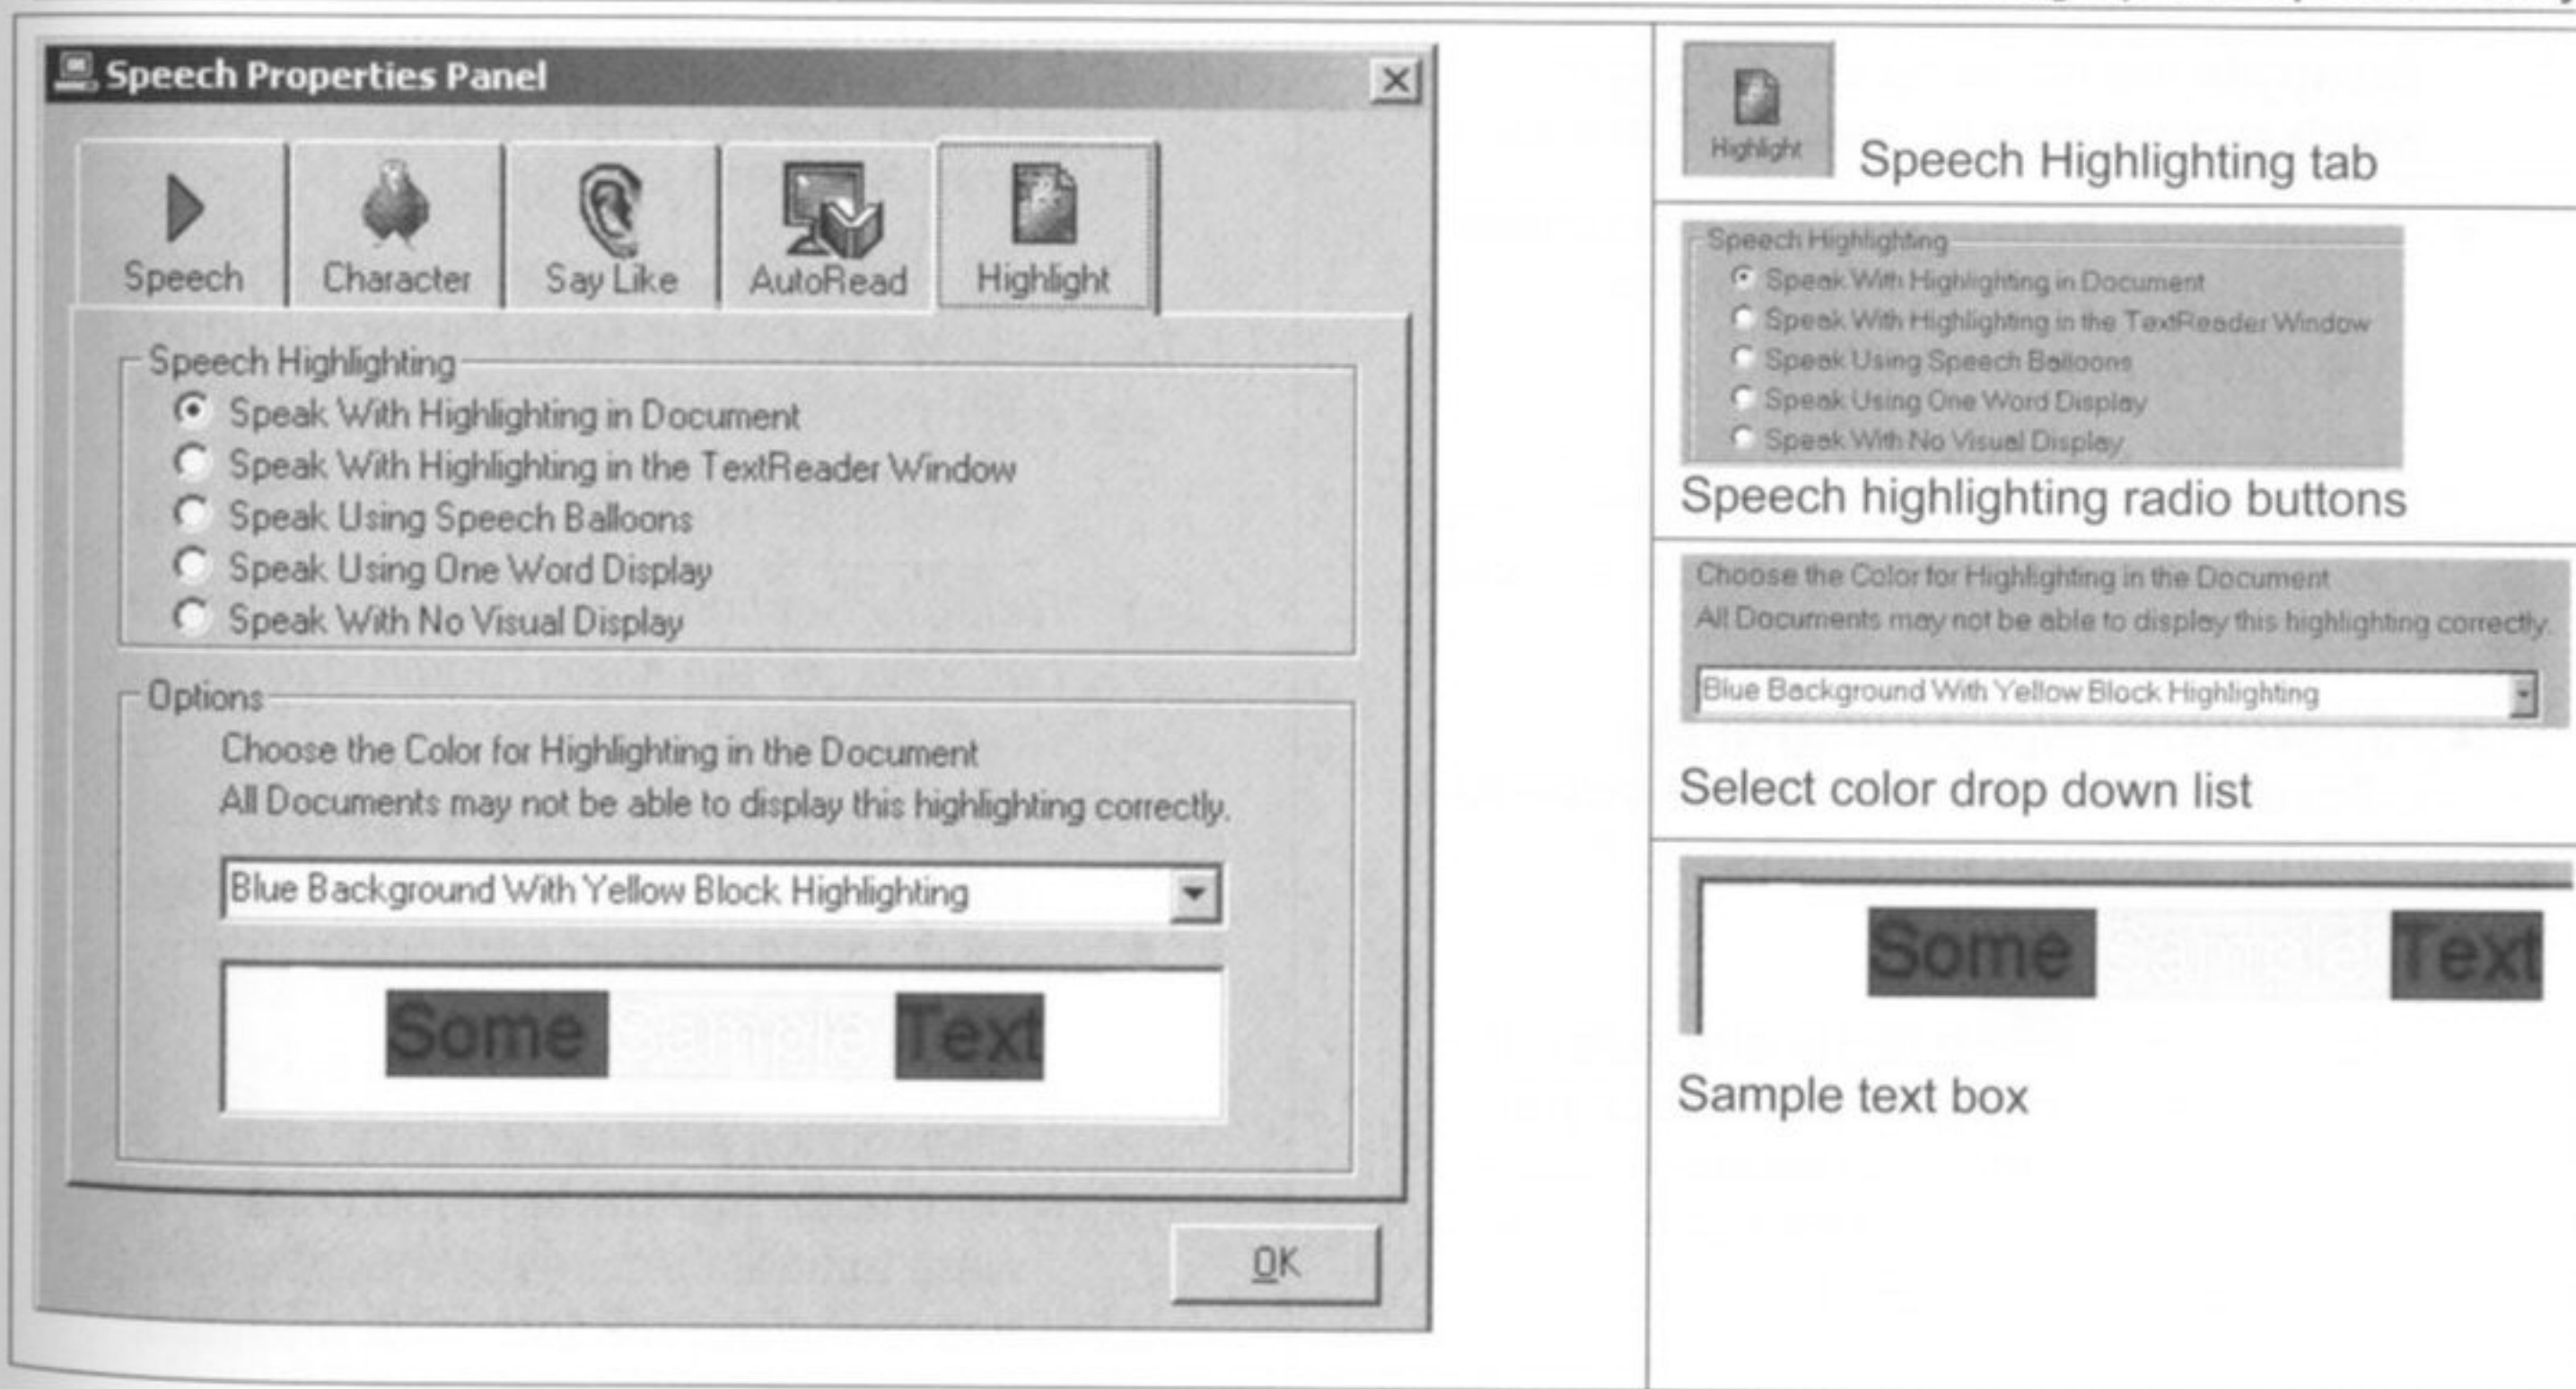 Speech Properties Panel
Speech
Character
Say Like
AutoRead
Highlight
Speech Highlighting
Speak With Highlighting in Document
Speak With Highlighting in the TextReader Window
Speak Using Speech Balloons
Speak Using One Word Display
Speak With No Visual Display
Options
Choose the Color for Highlighting in the Document
All Documents may not be able to display this highlighting correctly.
Blue Background With Yellow Block Highlighting
Some Sample Text
OK
Highlight
Speech Highlighting tab
Speech Highlighting
Speak With Highlighting in Document
Speak With Highlighting in the TextReader Window
Speak Using Speech Balloons
Speak Using One Word Display
Speak With No Visual Display
Speech highlighting radio buttons
Choose the Color for Highlighting in the Document
All Documents may not be able to display this highlighting correctly.
Blue Background With Yellow Block Highlighting
Select color drop down list
Some Sample Text
Sample text box